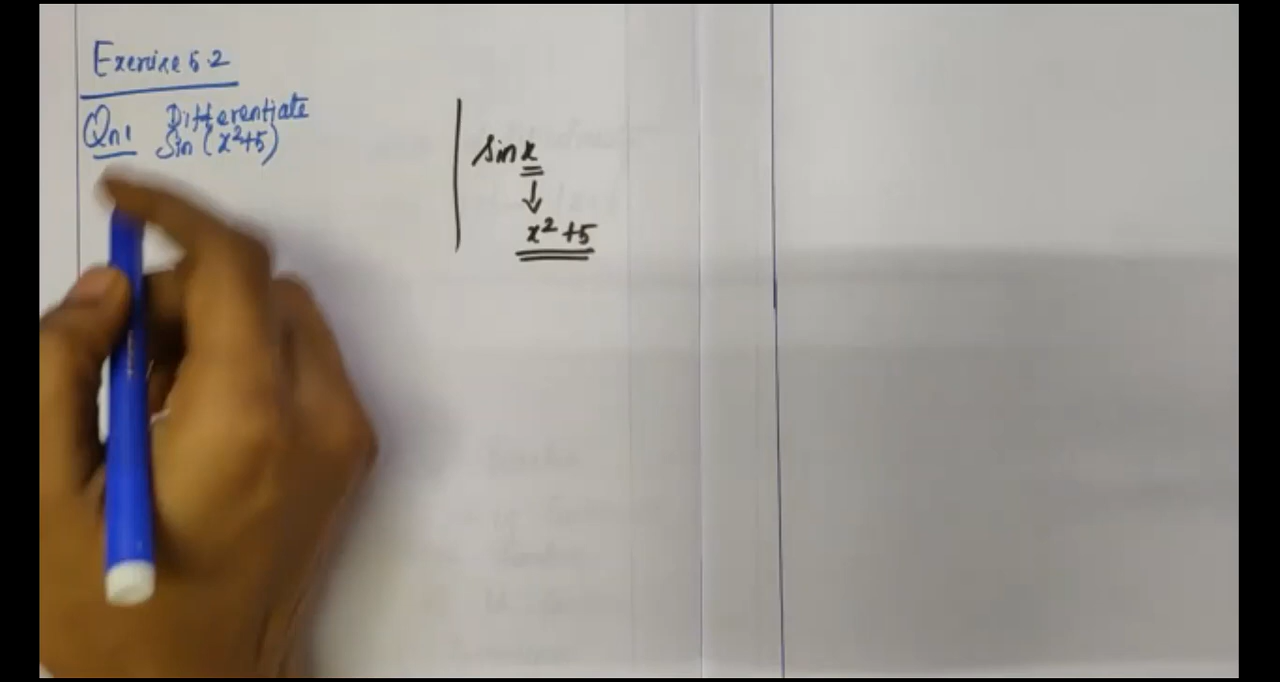 Exercise 5.2
Qn1 Differentiate
Sin (x²+5)
Sin x
↓
x² + 5